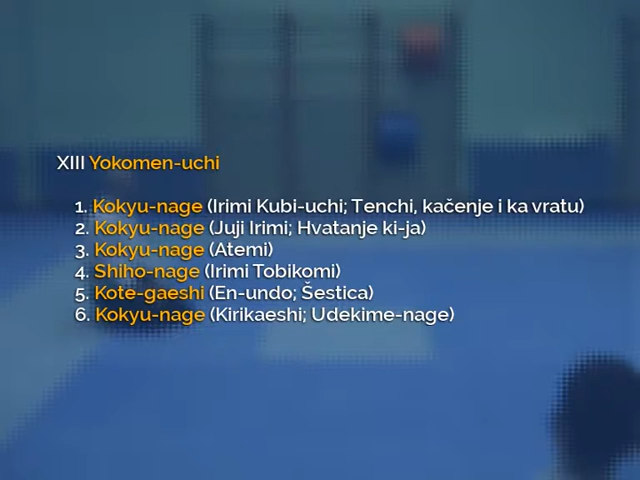 XIII Yokomen-uchi
1. Kokyu-nage (Irimi Kubi-uchi; Tenchi, kačenje i ka vratu)
2. Kokyu-nage (Juji Irimi; Hvatanje ki-ja)
3. Kokyu-nage (Atemi)
4. Shiho-nage (Irimi Tobikomi)
5. Kote-gaeshi (En-undo; Šestica)
6. Kokyu-nage (Kirikaeshi; Udekime-nage)